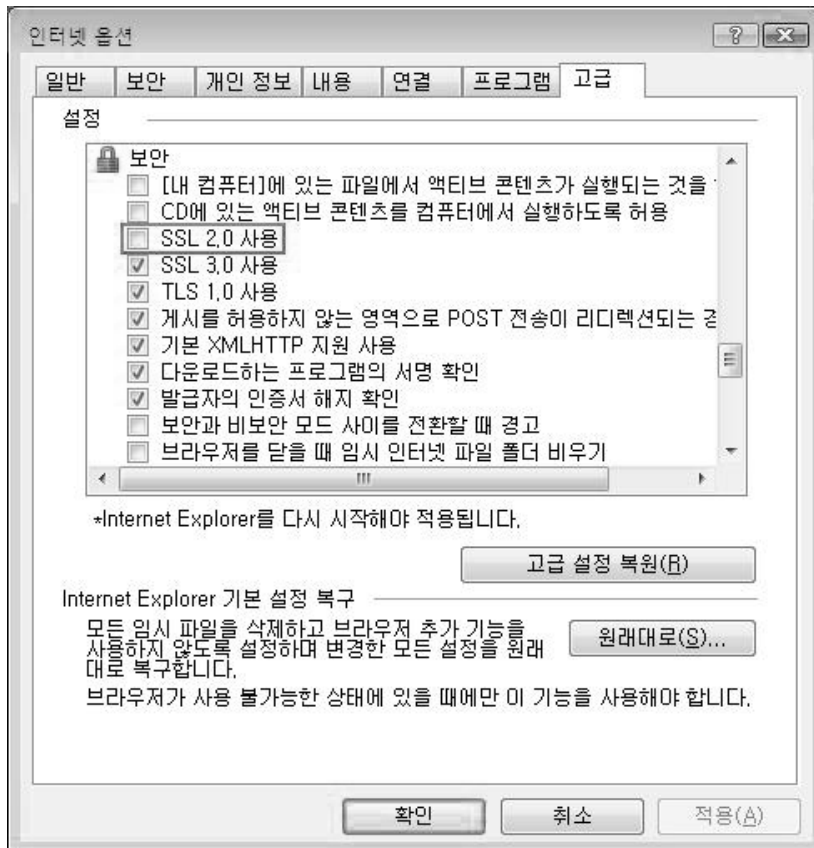 인터넷 옵션
일반 보안 개인 정보 내용 연결 프로그램 고급
설정
보안
[내 컴퓨터]에 있는 파일에서 액티브 콘텐츠가 실행되는 것을
CD에 있는 액티브 콘텐츠를 컴퓨터에서 실행하도록 허용
SSL 2.0 사용
SSL 3.0 사용
TLS 1.0 사용
게시를 허용하지 않는 영역으로 POST 전송이 리디렉션되는 경
기본 XMLHTTP 지원 사용
다운로드하는 프로그램의 서명 확인
발급자의 인증서 해지 확인
보안과 비보안 모드 사이를 전환할 때 경고
브라우저를 닫을 때 임시 인터넷 파일 폴더 비우기
*Internet Explorer를 다시 시작해야 적용됩니다.
고급 설정 복원(R)
Internet Explorer 기본 설정 복구
모든 임시 파일을 삭제하고 브라우저 추가 기능을
사용하지 않도록 설정하며 변경한 모든 설정을 원래
대로 복구합니다.
원래대로(S)...
브라우저가 사용 불가능한 상태에 있을 때에만 이 기능을 사용해야 합니다.
확인 취소 적용(A)